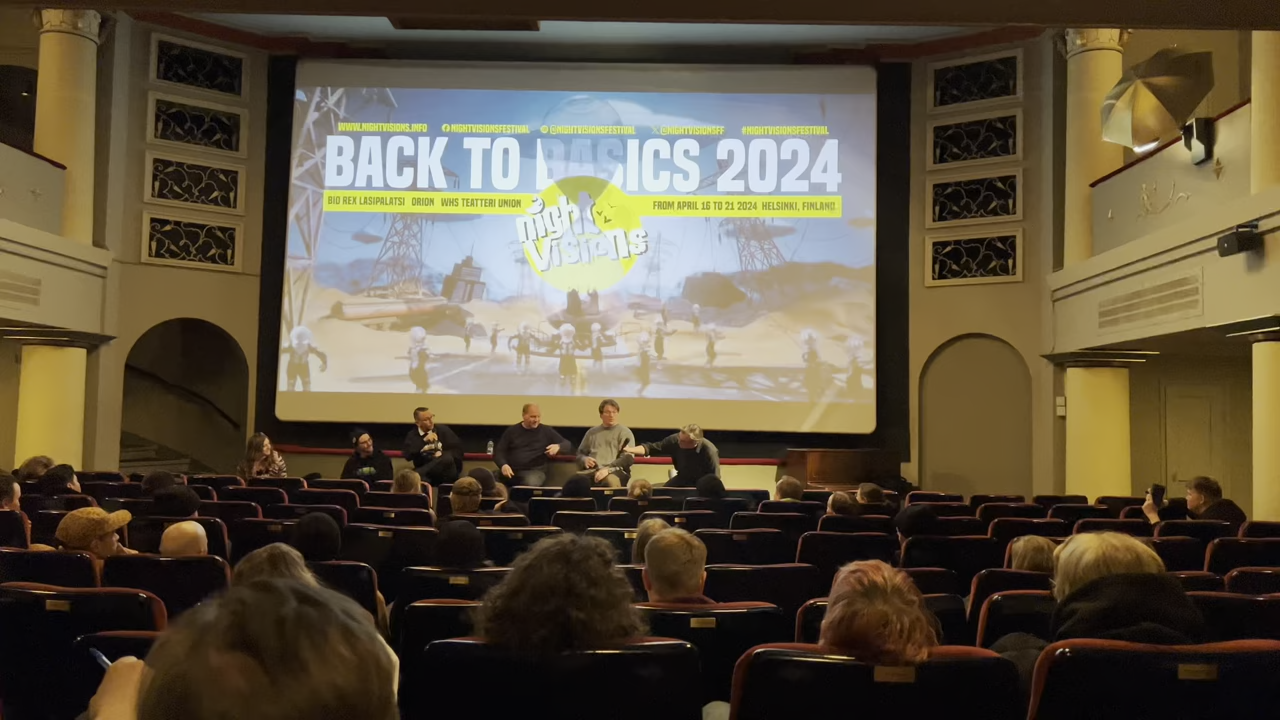 WWW.NIGHTVISIONS.INFO NIGHTVISIONSFESTIVAL @NIGHTVISIONSFESTIVAL @NIGHTVISIONSFF #NIGHTVISIONSFESTIVAL
BACK TO BASICS 2024
BIO REX LASIPALATSI ORION WHS TEATTERI UNION FROM APRIL 16 TO 21 2024 HELSINKI, FINLAND
night
Visions